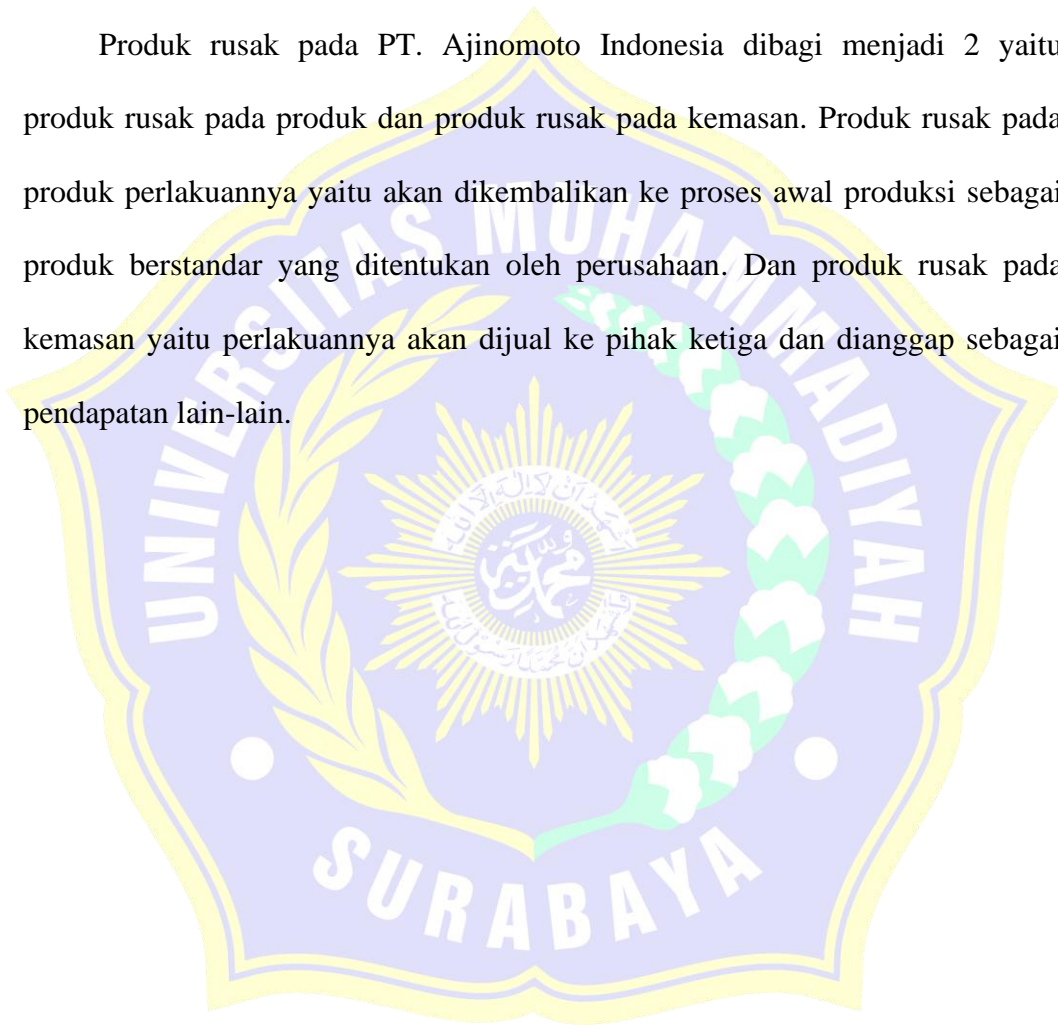 Produk rusak pada PT. Ajinomoto Indonesia dibagi menjadi 2 yaitu
produk rusak pada produk dan produk rusak pada kemasan. Produk rusak pada
produk perlakuannya yaitu akan dikembalikan ke proses awal produksi sebagai
produk berstandar yang ditentukan oleh perusahaan. Dan produk rusak pada
kemasan yaitu perlakuannya akan dijual ke pihak ketiga dan dianggap sebagai
pendapatan lain-lain.
UNIVERSITAS MUHAMMADIYAH
SURABAYA
محمد